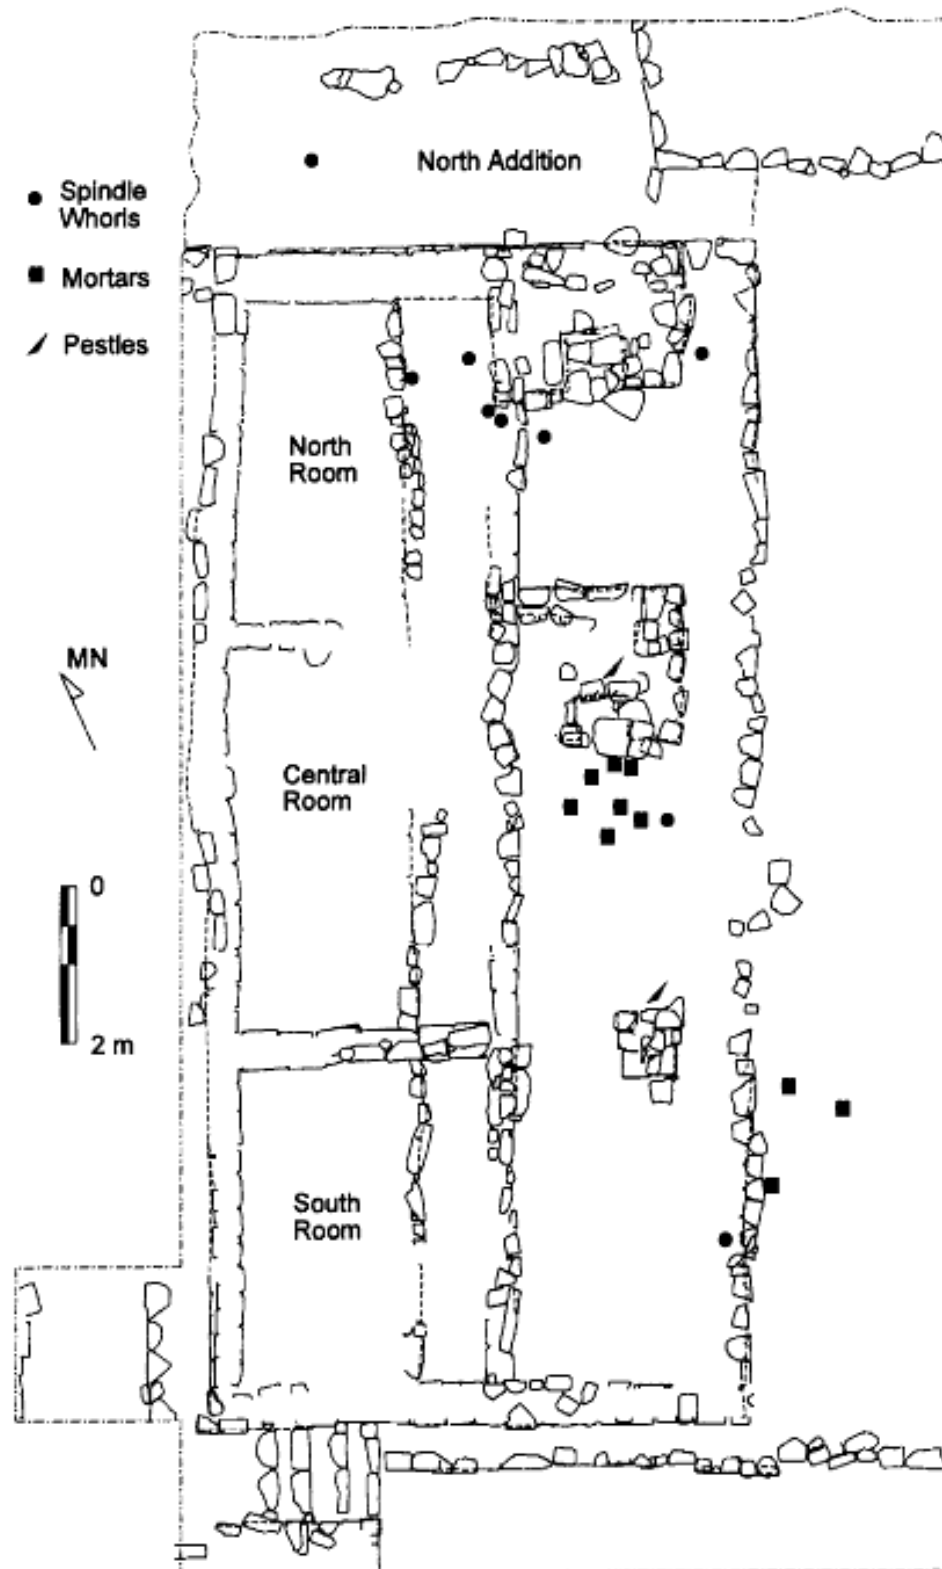 North Addition
Spindle
Whorls
Mortars
Pestles
North
Room
MN
Central
Room
0
2 m
South
Room